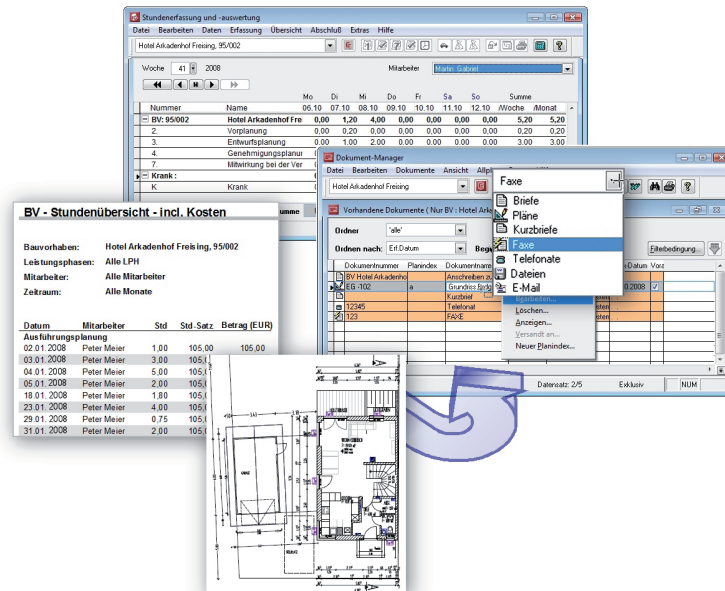 Stundenerfassung und -auswertung
Datei Bearbeiten Daten Erfassung Übersicht Abschluß Extras Hilfe
Hotel Arkadenhof Freising, 95/002
Woche 41 2008 Mitarbeiter Martin Gabriel
Mo Di Mi Do Fr Sa So Summe
Nummer Name 06.10 07.10 08.10 09.10 10.10 11.10 12.10 /Woche /Monat
BV: 95/002 Hotel Arkadenhof Frei 0,00 1,20 4,00 0,00 0,00 0,00 0,00 5,20 5,20
2. Vorplanung 0,00 0,20 0,00 0,00 0,00 0,00 0,00 0,20 0,20
3. Entwurfsplanung 0,00 1,00 2,00 0,00 0,00 0,00 0,00 3,00 3,00
4. Genehmigungsplanur
7. Mitwirkung bei der Ver
Krank :
K Krank
umme
Dokument-Manager
Datei Bearbeiten Dokumente Ansicht
Hotel Arkadenhof Freising
Vorhandene Dokumente ( Nur BV : Hotel Ark
Ordner 'alle'
Ordnen nach: Erf.Datum Filterbedingung...
Dokumentnummer Planindex Dokumentname
BV Hotel Arkadenho Anschreiben zu
EG -102 a Grundriss Erdg
Kurzbrief
12345 Telefonat
123 FAXE
Faxe
Briefe
Pläne
Kurzbriefe
Faxe
Telefonate
Dateien
E-Mail
Bearbeiten...
Löschen...
Anzeigen...
Versandt an...
Neuer Planindex...
Datensatz: 2/5 Exklusiv NUM
BV - Stundenübersicht - incl. Kosten
Bauvorhaben: Hotel Arkadenhof Freising, 95/002
Leistungsphasen: Alle LPH
Mitarbeiter: Alle Mitarbeiter
Zeitraum: Alle Monate
Datum Mitarbeiter Std Std-Satz Betrag (EUR)
Ausführungsplanung
02.01. 2008 Peter Meier 1,00 105,00 105,00
03.01. 2008 Peter Meier 3,00 105,
04.01. 2008 Peter Meier 5,00 105,
05.01. 2008 Peter Meier 2,00 105,
18.01. 2008 Peter Meier 1,80 105,
23.01. 2008 Peter Meier 4,00 105,
29.01. 2008 Peter Meier 0,75 105,
31.01. 2008 Peter Meier 2,00 105,